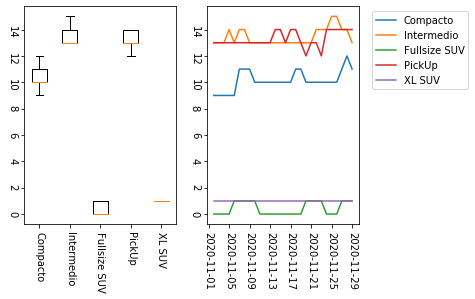 14
12
10
8
6
4
2
0
Compacto
Intermedio
Fullsize SUV
PickUp
XL SUV
14
12
10
8
6
4
2
0
2020-11-01
2020-11-05
2020-11-09
2020-11-13
2020-11-17
2020-11-21
2020-11-25
2020-11-29
Compacto
Intermedio
Fullsize SUV
PickUp
XL SUV